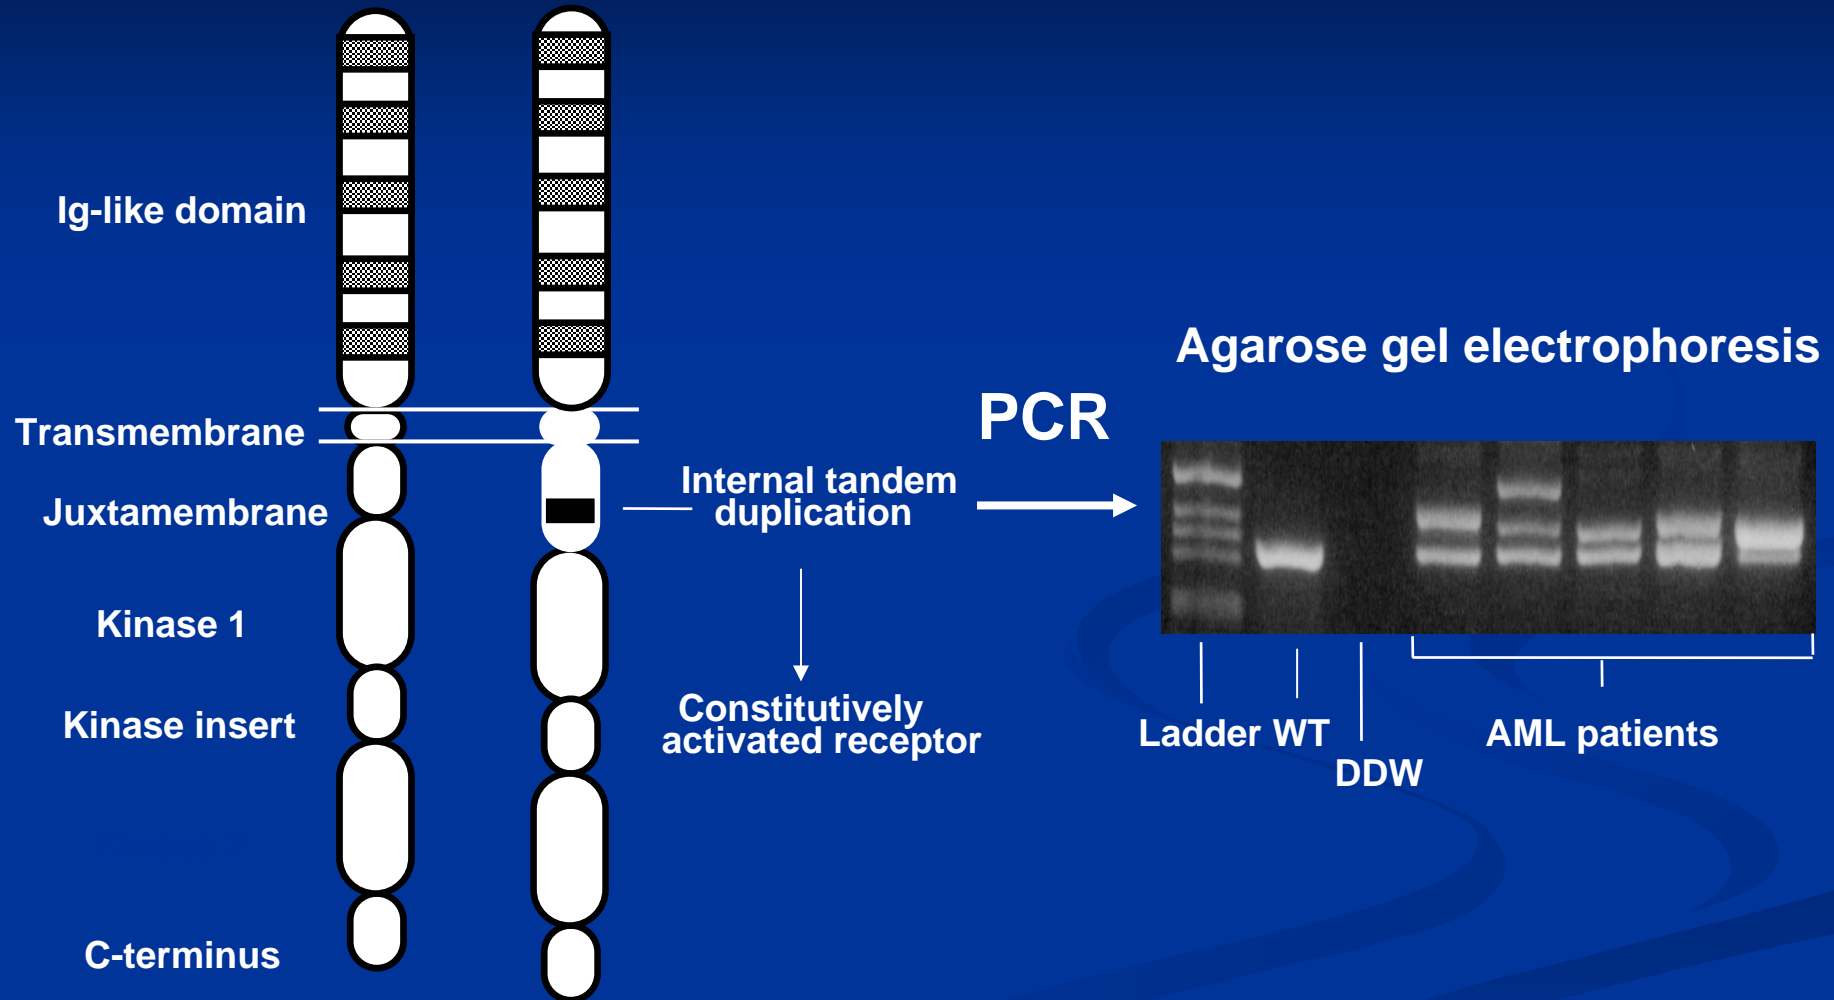 Ig-like domain
Transmembrane
Juxtamembrane
Kinase 1
Kinase insert
C-terminus
Internal tandem
duplication
Constitutively
activated receptor
PCR
Agarose gel electrophoresis
Ladder WT
DDW
AML patients